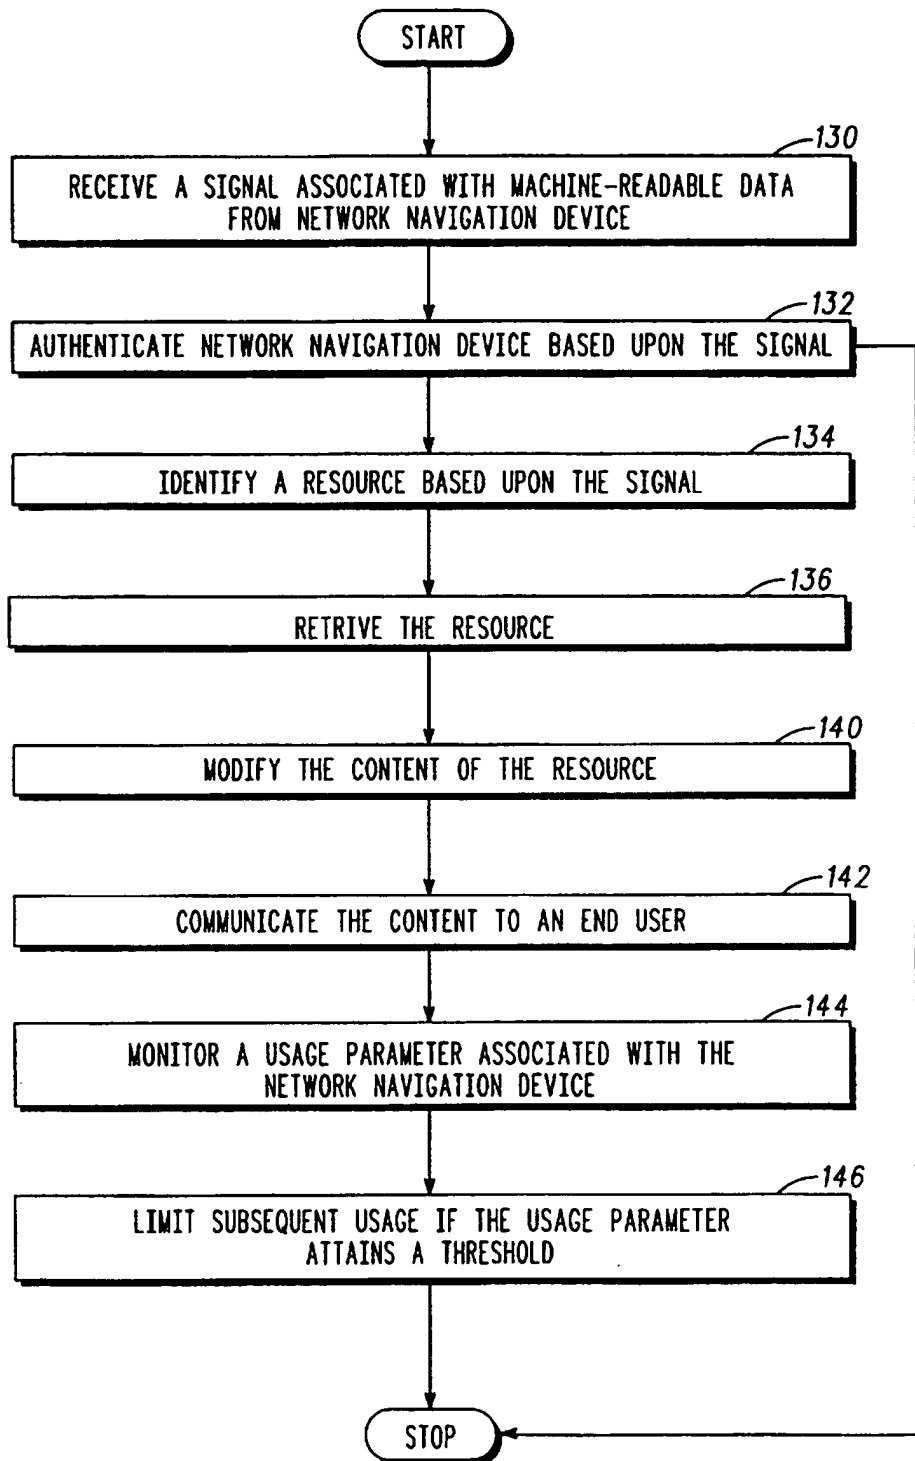 START
130
RECEIVE A SIGNAL ASSOCIATED WITH MACHINE-READABLE DATA
FROM NETWORK NAVIGATION DEVICE
132
AUTHENTICATE NETWORK NAVIGATION DEVICE BASED UPON THE SIGNAL
134
IDENTIFY A RESOURCE BASED UPON THE SIGNAL
136
RETRIVE THE RESOURCE
140
MODIFY THE CONTENT OF THE RESOURCE
142
COMMUNICATE THE CONTENT TO AN END USER
144
MONITOR A USAGE PARAMETER ASSOCIATED WITH THE
NETWORK NAVIGATION DEVICE
146
LIMIT SUBSEQUENT USAGE IF THE USAGE PARAMETER
ATTAINS A THRESHOLD
STOP